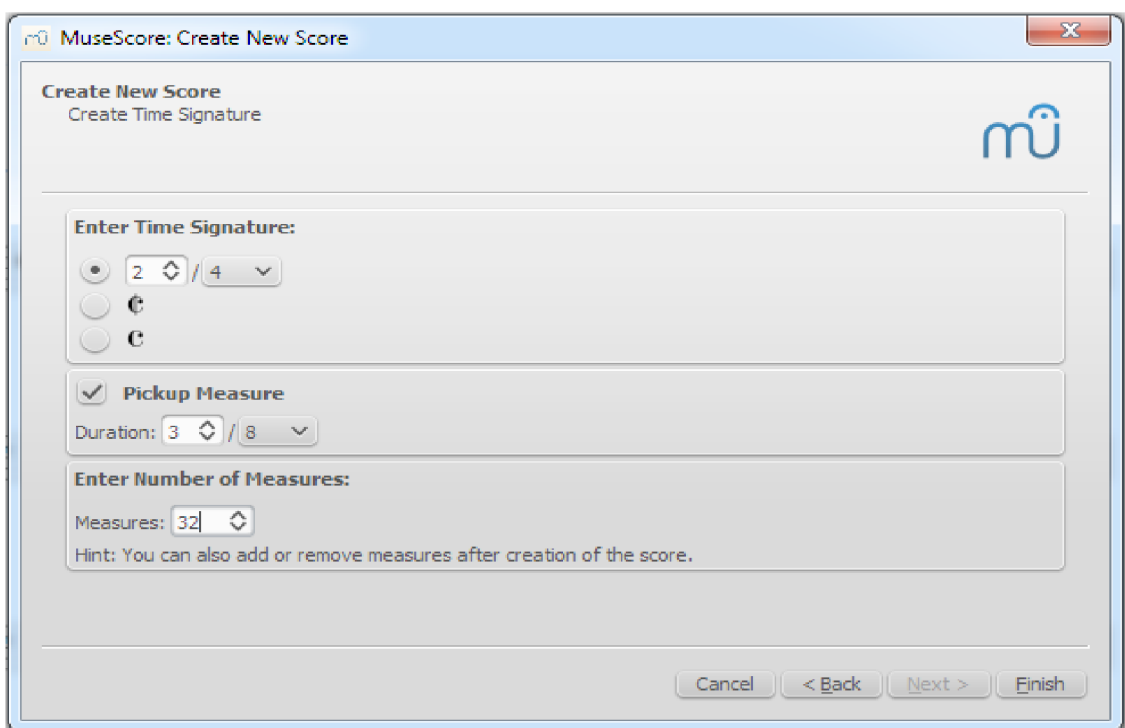 MuseScore: Create New Score
Create New Score
Create Time Signature
mu
Enter Time Signature:
2 / 4
¢
C
Pickup Measure
Duration: 3 / 8
Enter Number of Measures:
Measures: 32
Hint: You can also add or remove measures after creation of the score.
Cancel < Back Next > Finish